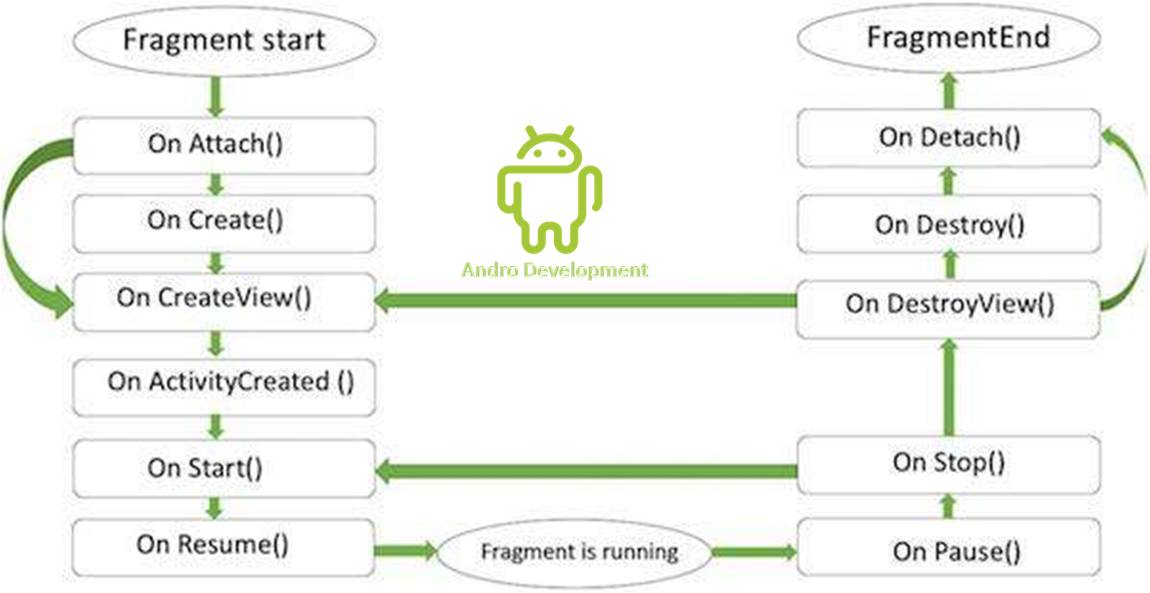 Fragment start
On Attach()
On Create()
On CreateView()
On ActivityCreated ()
On Start()
On Resume()
Andro Development
Fragment is running
FragmentEnd
On Detach()
On Destroy()
On DestroyView()
On Stop()
On Pause()